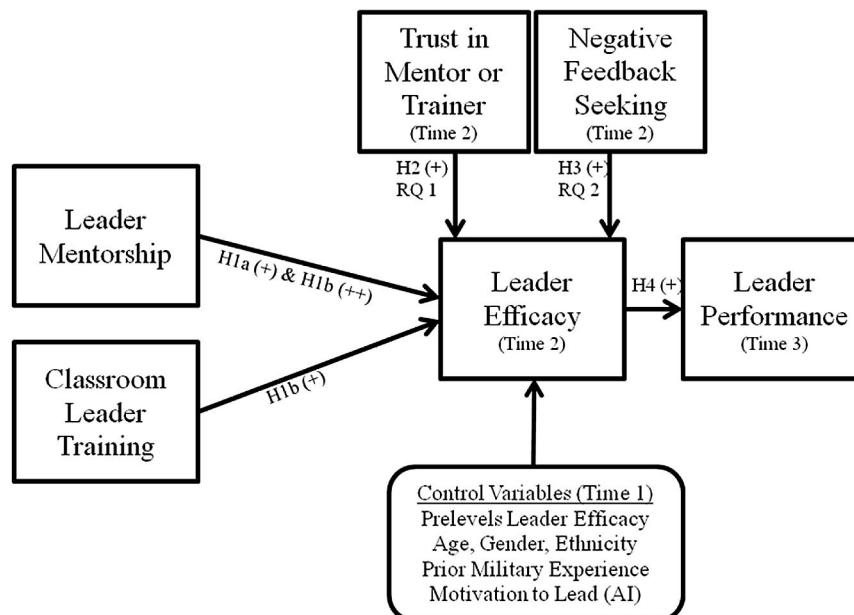 Trust in
Mentor or
Trainer
(Time 2)
Negative
Feedback
Seeking
(Time 2)
H2 (+)
RQ 1
H3 (+)
RQ 2
Leader
Mentorship
H1a (+) & H1b (++)
Leader
Efficacy
(Time 2)
H4 (+)
Leader
Performance
(Time 3)
Classroom
Leader
Training
H1b (+)
Control Variables (Time 1)
Prelevels Leader Efficacy
Age, Gender, Ethnicity
Prior Military Experience
Motivation to Lead (AI)